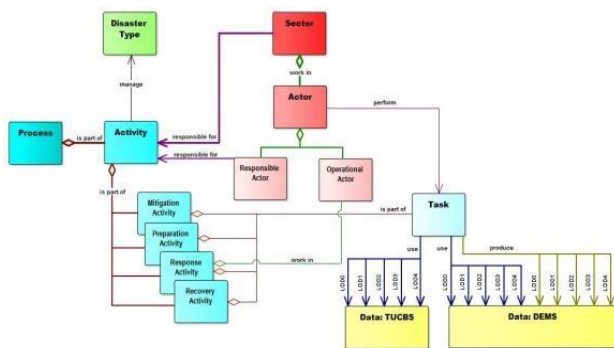 Disaster
Type
Sector
manage
work in
Process
is part of
Activity
responsible for
Actor
perform
responsible for
is part of
Responsible
Actor
Operational
Actor
Mitigation
Activity
is part of
Task
Preparation
Activity
Response
Activity
work in
use
use
produce
Recovery
Activity
LOD0
LOD1
LOD2
LOD3
LOD4
LOD0
LOD1
LOD2
LOD3
LOD4
LOD0
LOD1
LOD2
LOD3
LOD4
Data: TUCBS
Data: DEMS